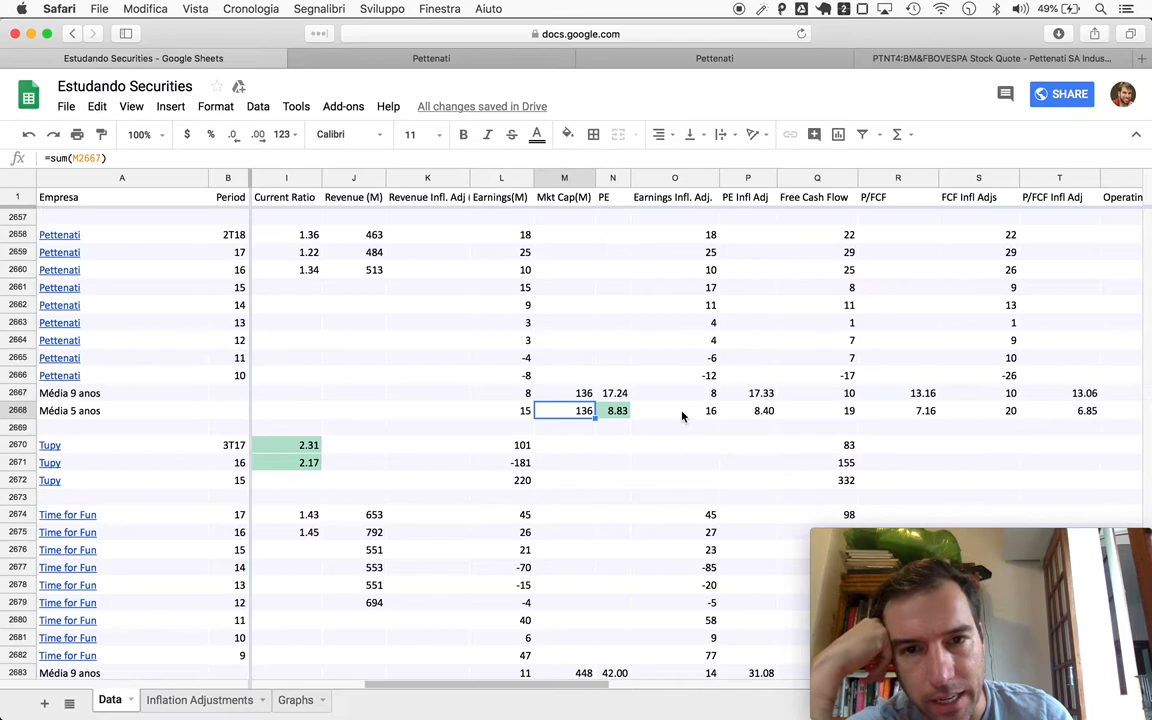 Safari File Modifica Vista Cronologia Segnalibri Sviluppo Finestra Aiuto 2 49%
docs.google.com
Estudando Securities - Google Sheets Pettenati Pettenati PTNT4:BM&FBOVESPA Stock Quote - Pettenati SA Indus...
Estudando Securities
File Edit View Insert Format Data Tools Add-ons Help All changes saved in Drive SHARE
100% $ % .0 .00 123 Calibri 11 B I S A
fx =sum(M2667)
A B I J K L M N O P Q R S T
1 Empresa Period Current Ratio Revenue (M) Revenue Infl. Adj ( Earnings(M) Mkt Cap(M) PE Earnings Infl. Adj. PE Infl Adj Free Cash Flow P/FCF FCF Infl Adjs P/FCF Infl Adj Operatin
2657
2658 Pettenati 2T18 1.36 463 18 18 22 22
2659 Pettenati 17 1.22 484 25 25 29 29
2660 Pettenati 16 1.34 513 10 10 25 26
2661 Pettenati 15 15 17 8 9
2662 Pettenati 14 9 11 11 13
2663 Pettenati 13 3 4 1 1
2664 Pettenati 12 3 4 7 9
2665 Pettenati 11 -4 -6 7 10
2666 Pettenati 10 -8 -12 -17 -26
2667 Média 9 anos 8 136 17.24 8 17.33 10 13.16 10 13.06
2668 Média 5 anos 15 136 8.83 16 8.40 19 7.16 20 6.85
2669
2670 Tupy 3T17 2.31 101 83
2671 Tupy 16 2.17 -181 155
2672 Tupy 15 220 332
2673
2674 Time for Fun 17 1.43 653 45 45 98
2675 Time for Fun 16 1.45 792 26 27
2676 Time for Fun 15 551 21 23
2677 Time for Fun 14 553 -70 -85
2678 Time for Fun 13 551 -15 -20
2679 Time for Fun 12 694 -4 -5
2680 Time for Fun 11 40 58
2681 Time for Fun 10 6 9
2682 Time for Fun 9 47 77
2683 Média 9 anos 11 448 42.00 14 31.08
Data Inflation Adjustments Graphs